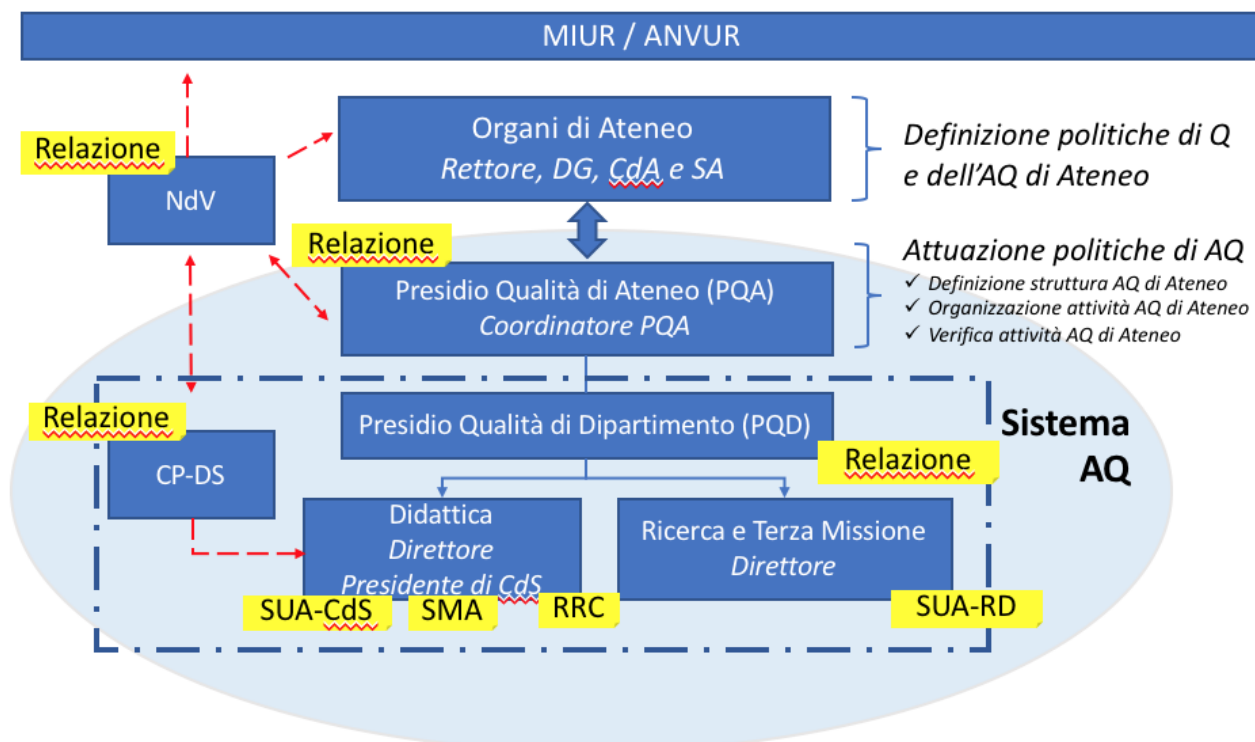 MIUR / ANVUR
Relazione
NdV
Organi di Ateneo
Rettore, DG, CdA e SA
Definizione politiche di Q
e dell'AQ di Ateneo
Relazione
Presidio Qualità di Ateneo (PQA)
Coordinatore PQA
Attuazione politiche di AQ
✓ Definizione struttura AQ di Ateneo
✓ Organizzazione attività AQ di Ateneo
✓ Verifica attività AQ di Ateneo
Relazione
CP-DS
Presidio Qualità di Dipartimento (PQD)
Relazione
Sistema
AQ
Didattica
Direttore
Presidente di CdS
Ricerca e Terza Missione
Direttore
SUA-CdS
SMA
RRC
SUA-RD